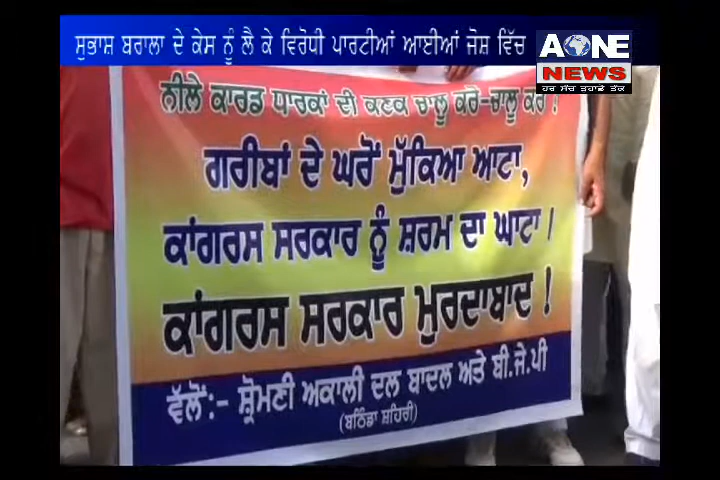 ਸੁਭਾਸ਼ ਬਰਾਲਾ ਦੇ ਕੇਸ ਨੂੰ ਲੈ ਕੇ ਵਿਰੋਧੀ ਪਾਰਟੀਆਂ ਆਈਆਂ ਜੋਸ਼ ਵਿੱਚ
A ONE
NEWS
ਹਰ ਸੱਚ ਤੁਹਾਡੇ ਤੱਕ
ਨੀਲੇ ਕਾਰਡ ਧਾਰਕਾਂ ਦੀ ਕਣਕ ਚਾਲੂ ਕਰੋ-ਚਾਲੂ ਕਰੋ !
ਗਰੀਬਾਂ ਦੇ ਘਰੋਂ ਮੁੱਕਿਆ ਆਟਾ,
ਕਾਂਗਰਸ ਸਰਕਾਰ ਨੂੰ ਸ਼ਰਮ ਦਾ ਘਾਟਾ !
ਕਾਂਗਰਸ ਸਰਕਾਰ ਮੁਰਦਾਬਾਦ !
ਵੱਲੋਂ:- ਸ਼੍ਰੋਮਣੀ ਅਕਾਲੀ ਦਲ ਬਾਦਲ ਅਤੇ ਬੀ.ਜੇ.ਪੀ
(ਬਠਿੰਡਾ ਸ਼ਹਿਰੀ)